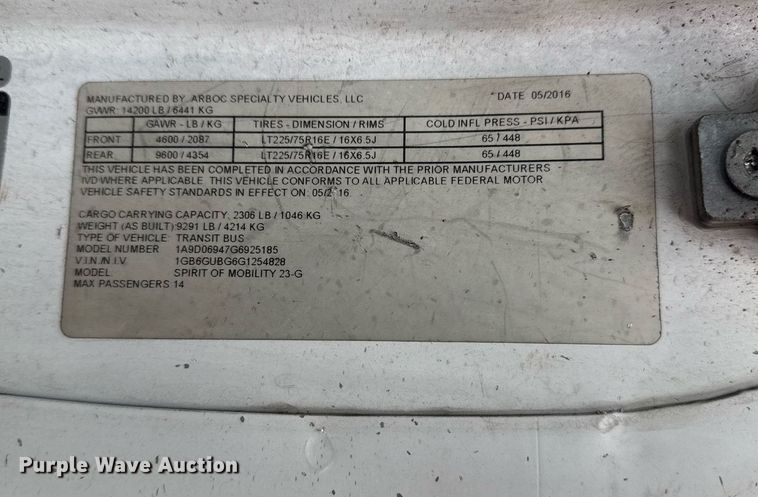 MANUFACTURED BY: ARBOC SPECIALTY VEHICLES, LLC DATE 05/2016
GVWR: 14200 LB / 6441 KG
GAWR - LB / KG TIRES - DIMENSION / RIMS COLD INFL PRESS - PSI / KPA
FRONT 4600 / 2087 LT225/75R16E / 16X6.5J 65 / 448
REAR 9600 / 4354 LT225/75R16E / 16X6.5J 65 / 448
THIS VEHICLE HAS BEEN COMPLETED IN ACCORDANCE WITH THE PRIOR MANUFACTURERS
IVD WHERE APPLICABLE. THIS VEHICLE CONFORMS TO ALL APPLICABLE FEDERAL MOTOR
VEHICLE SAFETY STANDARDS IN EFFECT ON: 05/2016.
CARGO CARRYING CAPACITY: 2306 LB / 1046 KG
WEIGHT (AS BUILT): 9291 LB / 4214 KG
TYPE OF VEHICLE TRANSIT BUS
MODEL NUMBER 1A9D06947G6925185
V.I.N./N.I.V. 1GB6GUBG6G1254828
MODEL SPIRIT OF MOBILITY 23-G
MAX PASSENGERS 14
Purple Wave Auction